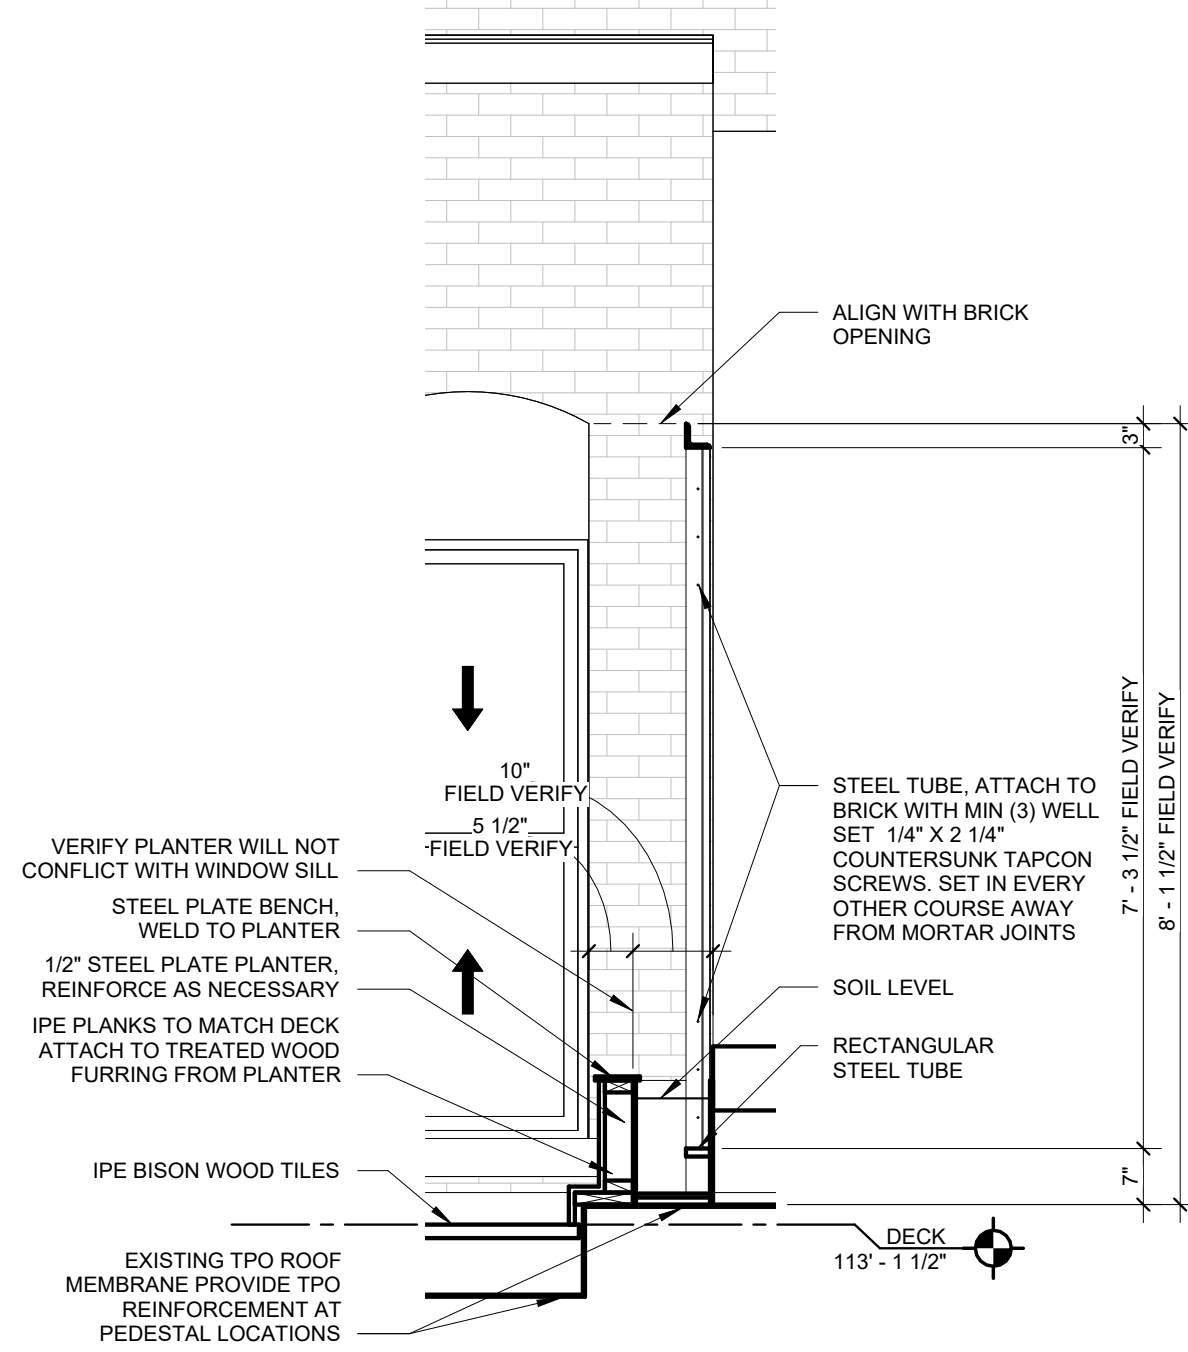 ALIGN WITH BRICK
OPENING
3"
7' - 3 1/2" FIELD VERIFY
8' - 1 1/2" FIELD VERIFY
7"
10"
FIELD VERIFY
5 1/2"
FIELD VERIFY
VERIFY PLANTER WILL NOT
CONFLICT WITH WINDOW SILL
STEEL PLATE BENCH,
WELD TO PLANTER
1/2" STEEL PLATE PLANTER,
REINFORCE AS NECESSARY
IPE PLANKS TO MATCH DECK
ATTACH TO TREATED WOOD
FURRING FROM PLANTER
IPE BISON WOOD TILES
EXISTING TPO ROOF
MEMBRANE PROVIDE TPO
REINFORCEMENT AT
PEDESTAL LOCATIONS
STEEL TUBE, ATTACH TO
BRICK WITH MIN (3) WELL
SET 1/4" X 2 1/4"
COUNTERSUNK TAPCON
SCREWS. SET IN EVERY
OTHER COURSE AWAY
FROM MORTAR JOINTS
SOIL LEVEL
RECTANGULAR
STEEL TUBE
DECK
113' - 1 1/2"